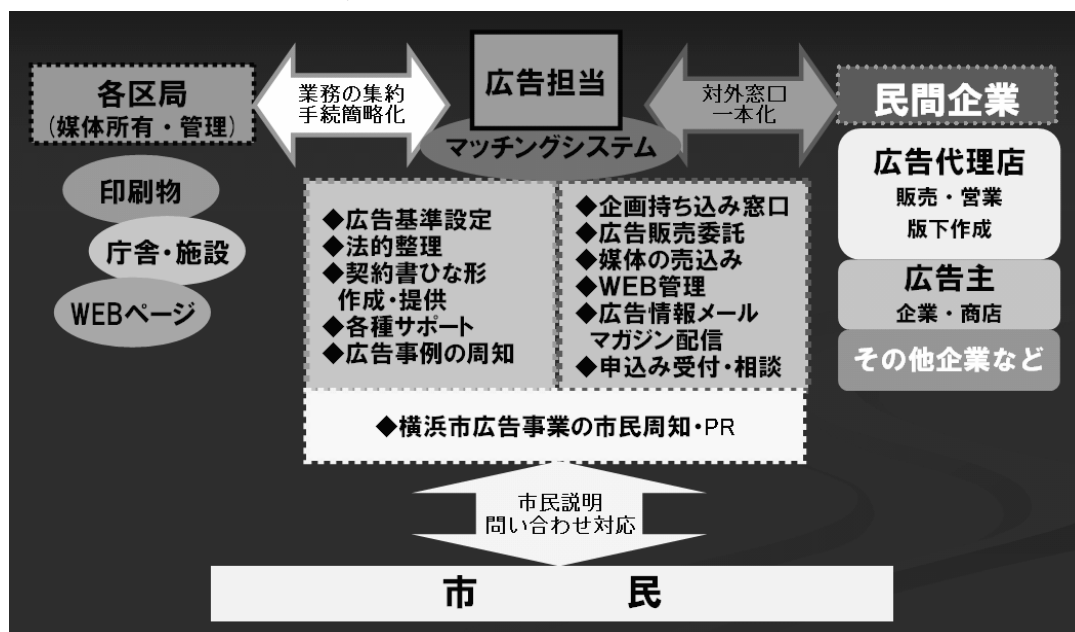 各区局
(媒体所有・管理)
印刷物
庁舎・施設
WEBページ
業務の集約
手続簡略化
広告担当
マッチングシステム
対外窓口
一本化
民間企業
広告代理店
販売・営業
版下作成
広告主
企業・商店
その他企業など
◆広告基準設定
◆法的整理
◆契約書ひな形
作成・提供
◆各種サポート
◆広告事例の周知
◆企画持ち込み窓口
◆広告販売委託
◆媒体の売込み
◆WEB管理
◆広告情報メール
マガジン配信
◆申込み受付・相談
◆横浜市広告事業の市民周知・PR
市民説明
問い合わせ対応
市 民